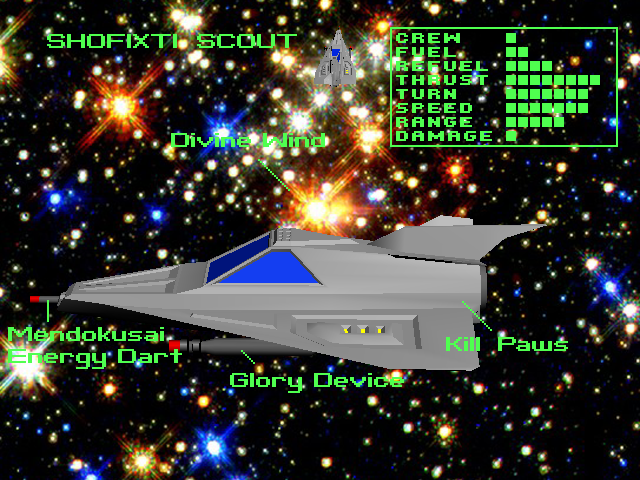 SHOFIXTI SCOUT
CREW
FUEL
REFUEL
THRUST
TURN
SPEED
RANGE
DAMAGE
Divine Wind
Mendokusai
Energy Dart
Kill Paws
Glory Device